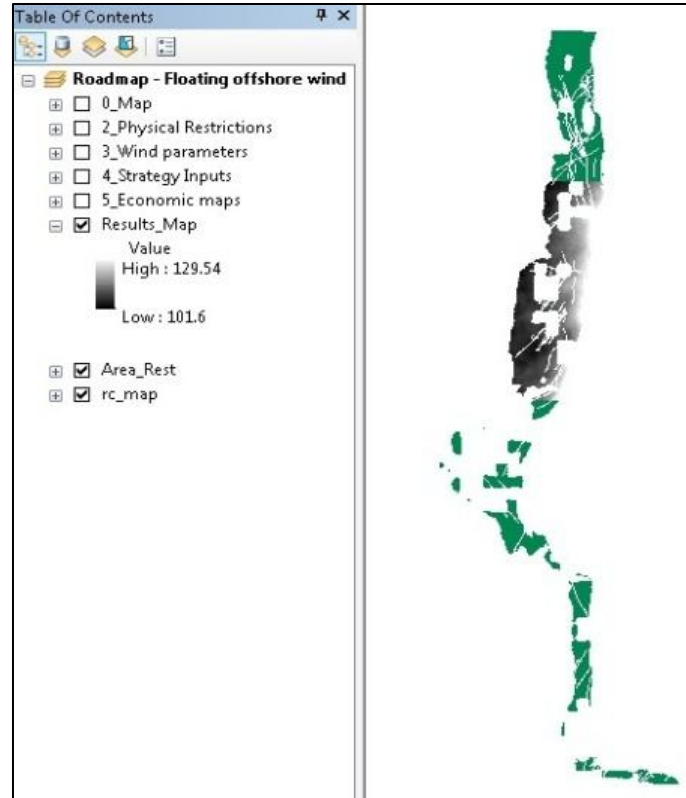 Table Of Contents
Roadmap - Floating offshore wind
0_Map
2_Physical Restrictions
3_Wind parameters
4_Strategy Inputs
5_Economic maps
Results_Map
Value
High : 129.54
Low : 101.6
Area_Rest
rc_map